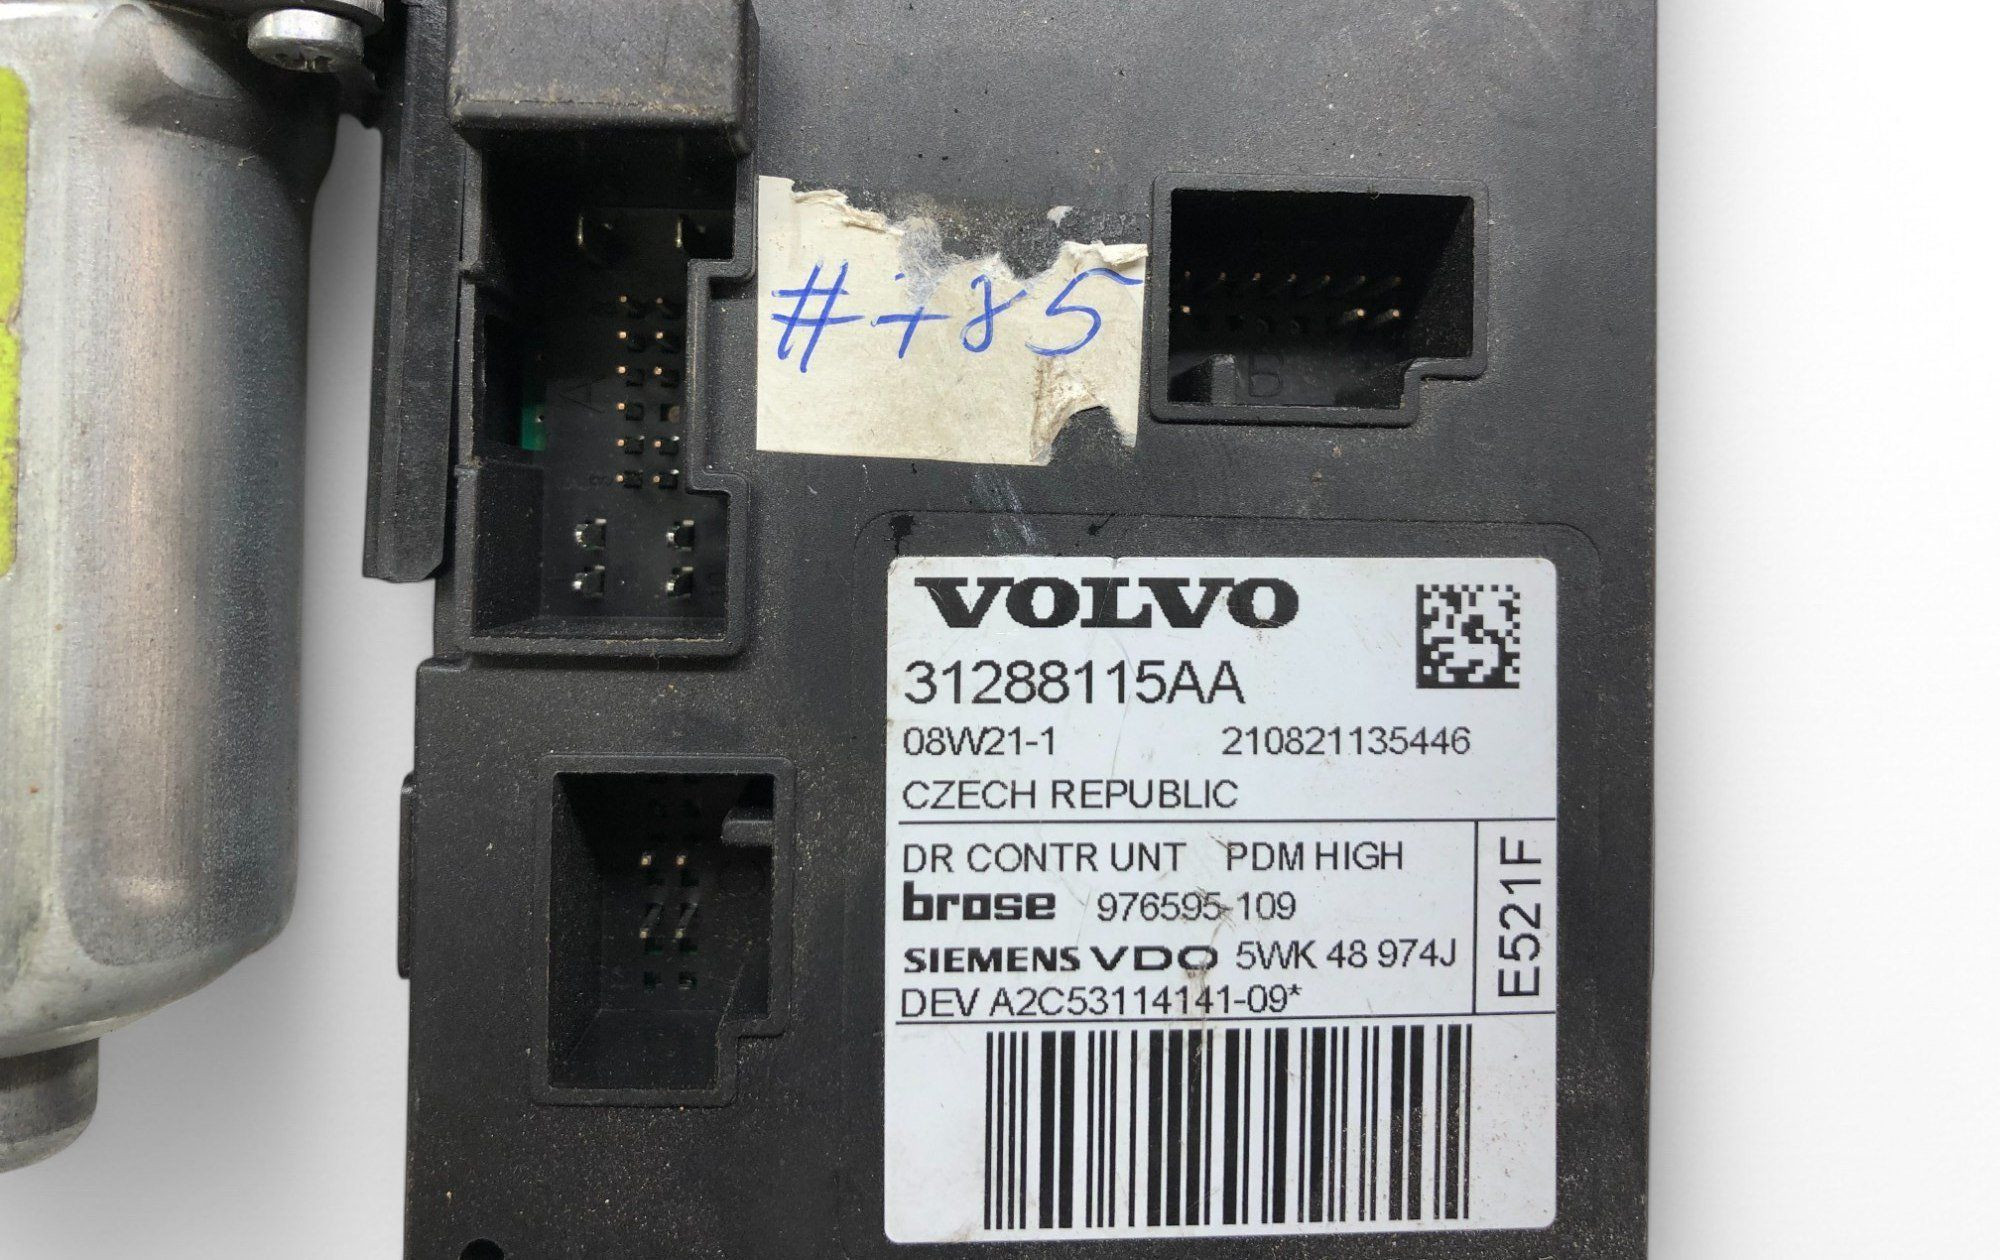 #785
A
B
VOLVO
31288115AA
08W21-1 210821135446
CZECH REPUBLIC
DR CONTR UNT PDM HIGH
brose 976595-109
SIEMENS VDO 5WK 48 974J
DEV A2C53114141-09*
E521F